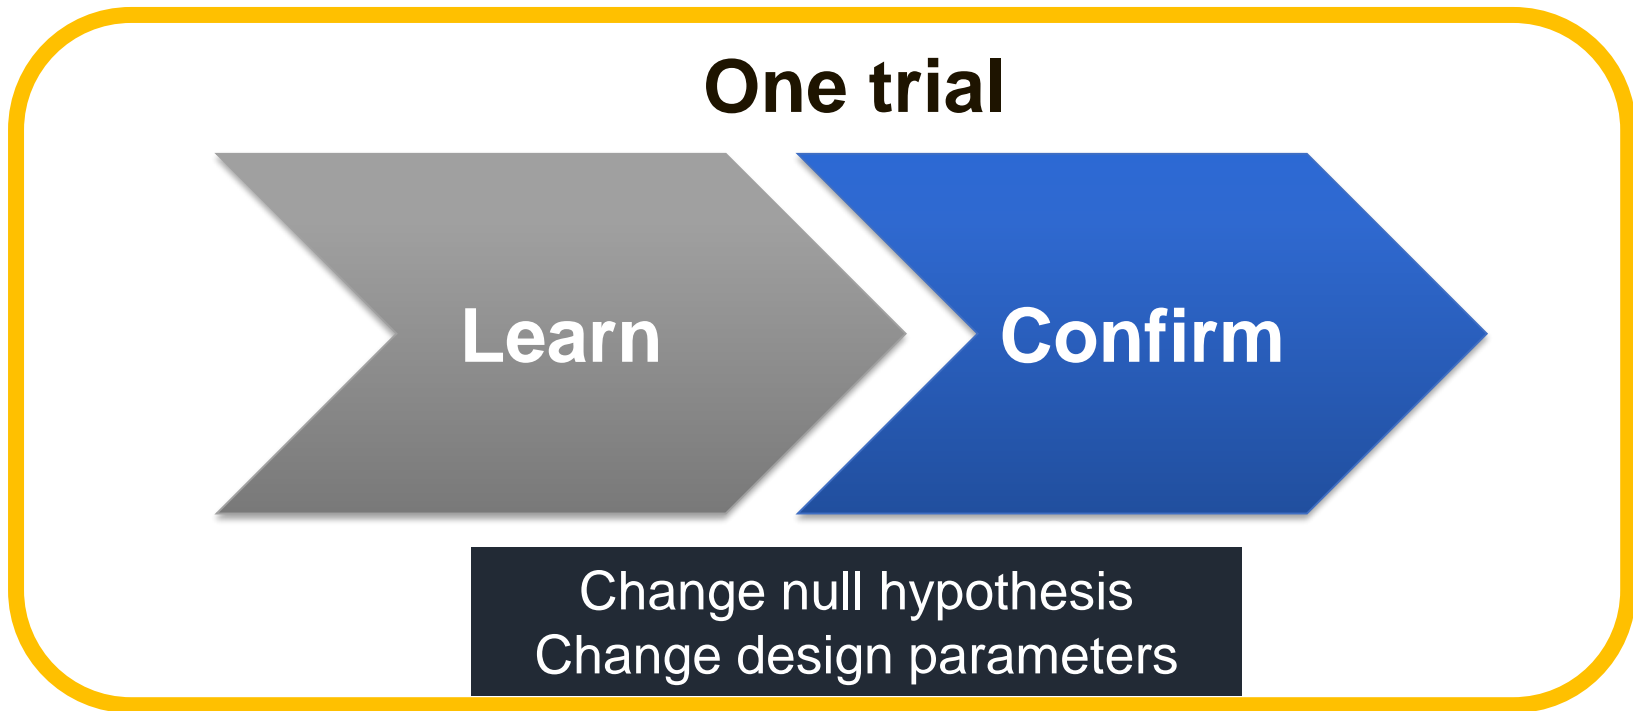 One trial
Learn
Confirm
Change null hypothesis
Change design parameters